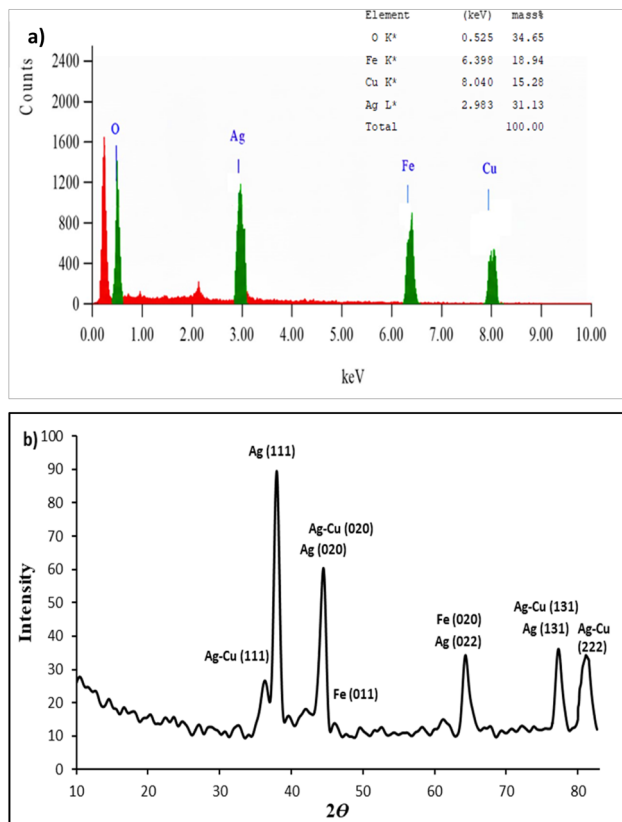 a)
Element (keV) mass%
O K* 0.525 34.65
Fe K* 6.398 18.94
Cu K* 8.040 15.28
Ag L* 2.983 31.13
Total 100.00
Counts
2400
2000
1600
1200
800
400
0
O
Ag
Fe
Cu
0.00 1.00 2.00 3.00 4.00 5.00 6.00 7.00 8.00 9.00 10.00
keV
b)
Intensity
100
90
80
70
60
50
40
30
20
10
0
Ag (111)
Ag-Cu (020)
Ag (020)
Ag-Cu (111)
Fe (011)
Fe (020)
Ag (022)
Ag-Cu (131)
Ag (131)
Ag-Cu
(222)
10 20 30 40 50 60 70 80
2Θ